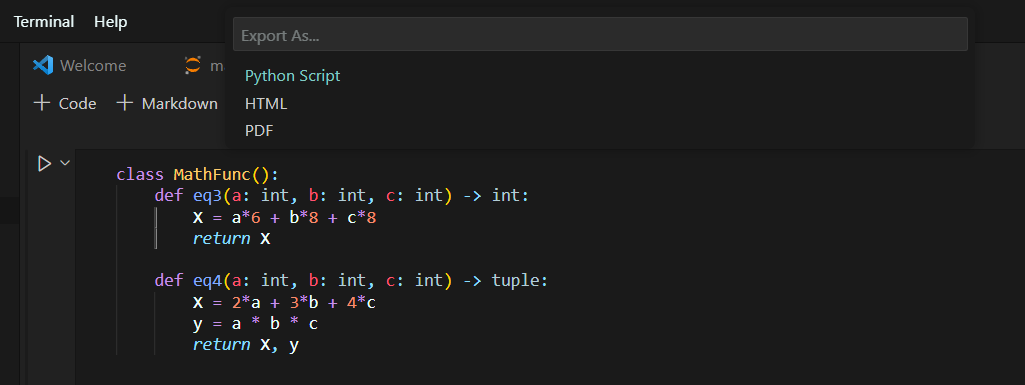 Terminal Help
Export As...
Welcome
Python Script
HTML
PDF
+ Code + Markdown
class MathFunc():
    def eq3(a: int, b: int, c: int) -> int:
        X = a*6 + b*8 + c*8
        return X

    def eq4(a: int, b: int, c: int) -> tuple:
        X = 2*a + 3*b + 4*c
        y = a * b * c
        return X, y